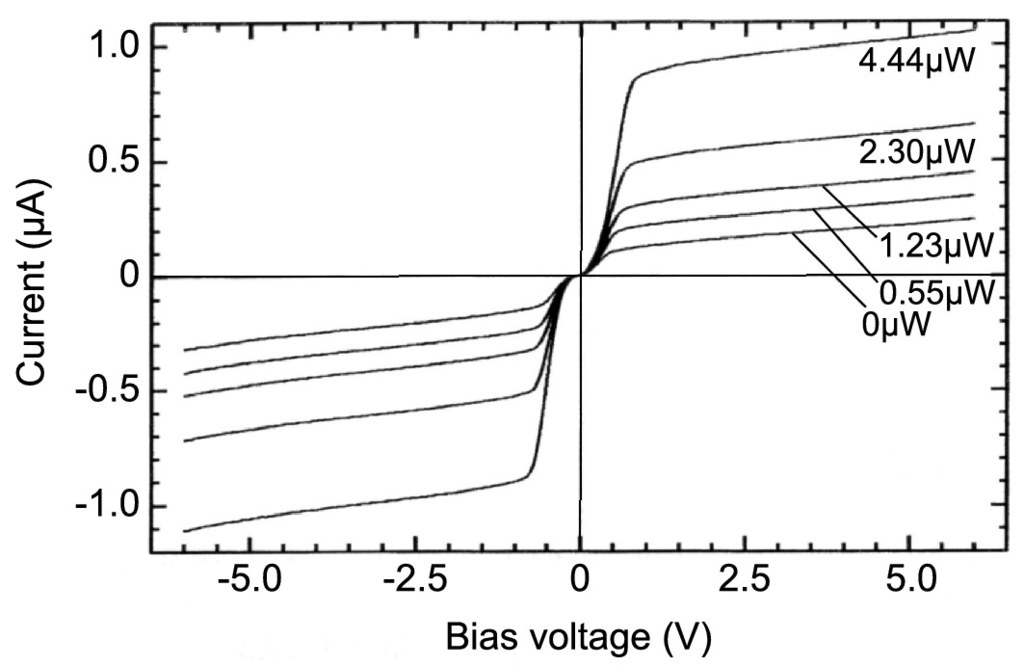 1.0
0.5
0
-0.5
-1.0
Current (μA)
4.44μW
2.30μW
1.23μW
0.55μW
0μW
-5.0 -2.5 0 2.5 5.0
Bias voltage (V)